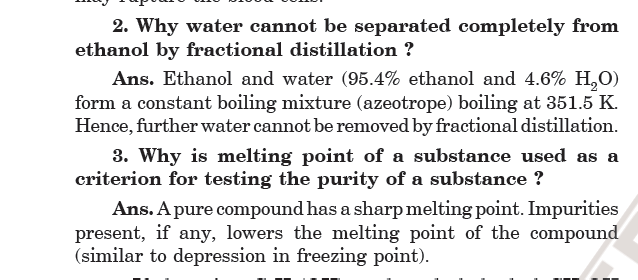 2. Why water cannot be separated completely from
ethanol by fractional distillation ?
Ans. Ethanol and water (95.4% ethanol and 4.6% H₂O)
form a constant boiling mixture (azeotrope) boiling at 351.5 K.
Hence, further water cannot be removed by fractional distillation.
3. Why is melting point of a substance used as a
criterion for testing the purity of a substance ?
Ans. A pure compound has a sharp melting point. Impurities
present, if any, lowers the melting point of the compound
(similar to depression in freezing point).